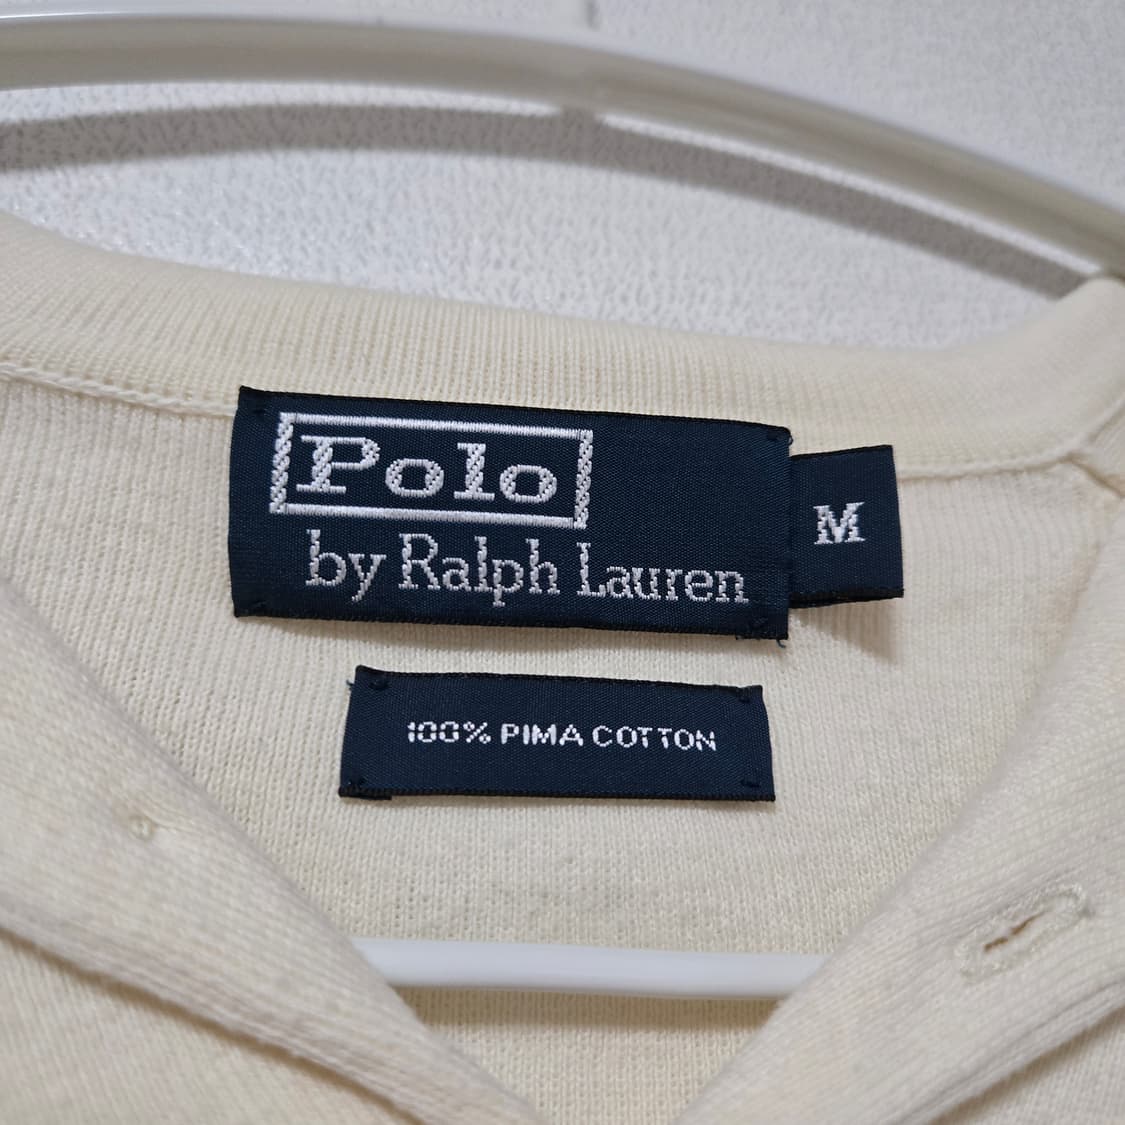 Polo
by Ralph Lauren
M
100% PIMA COTTON